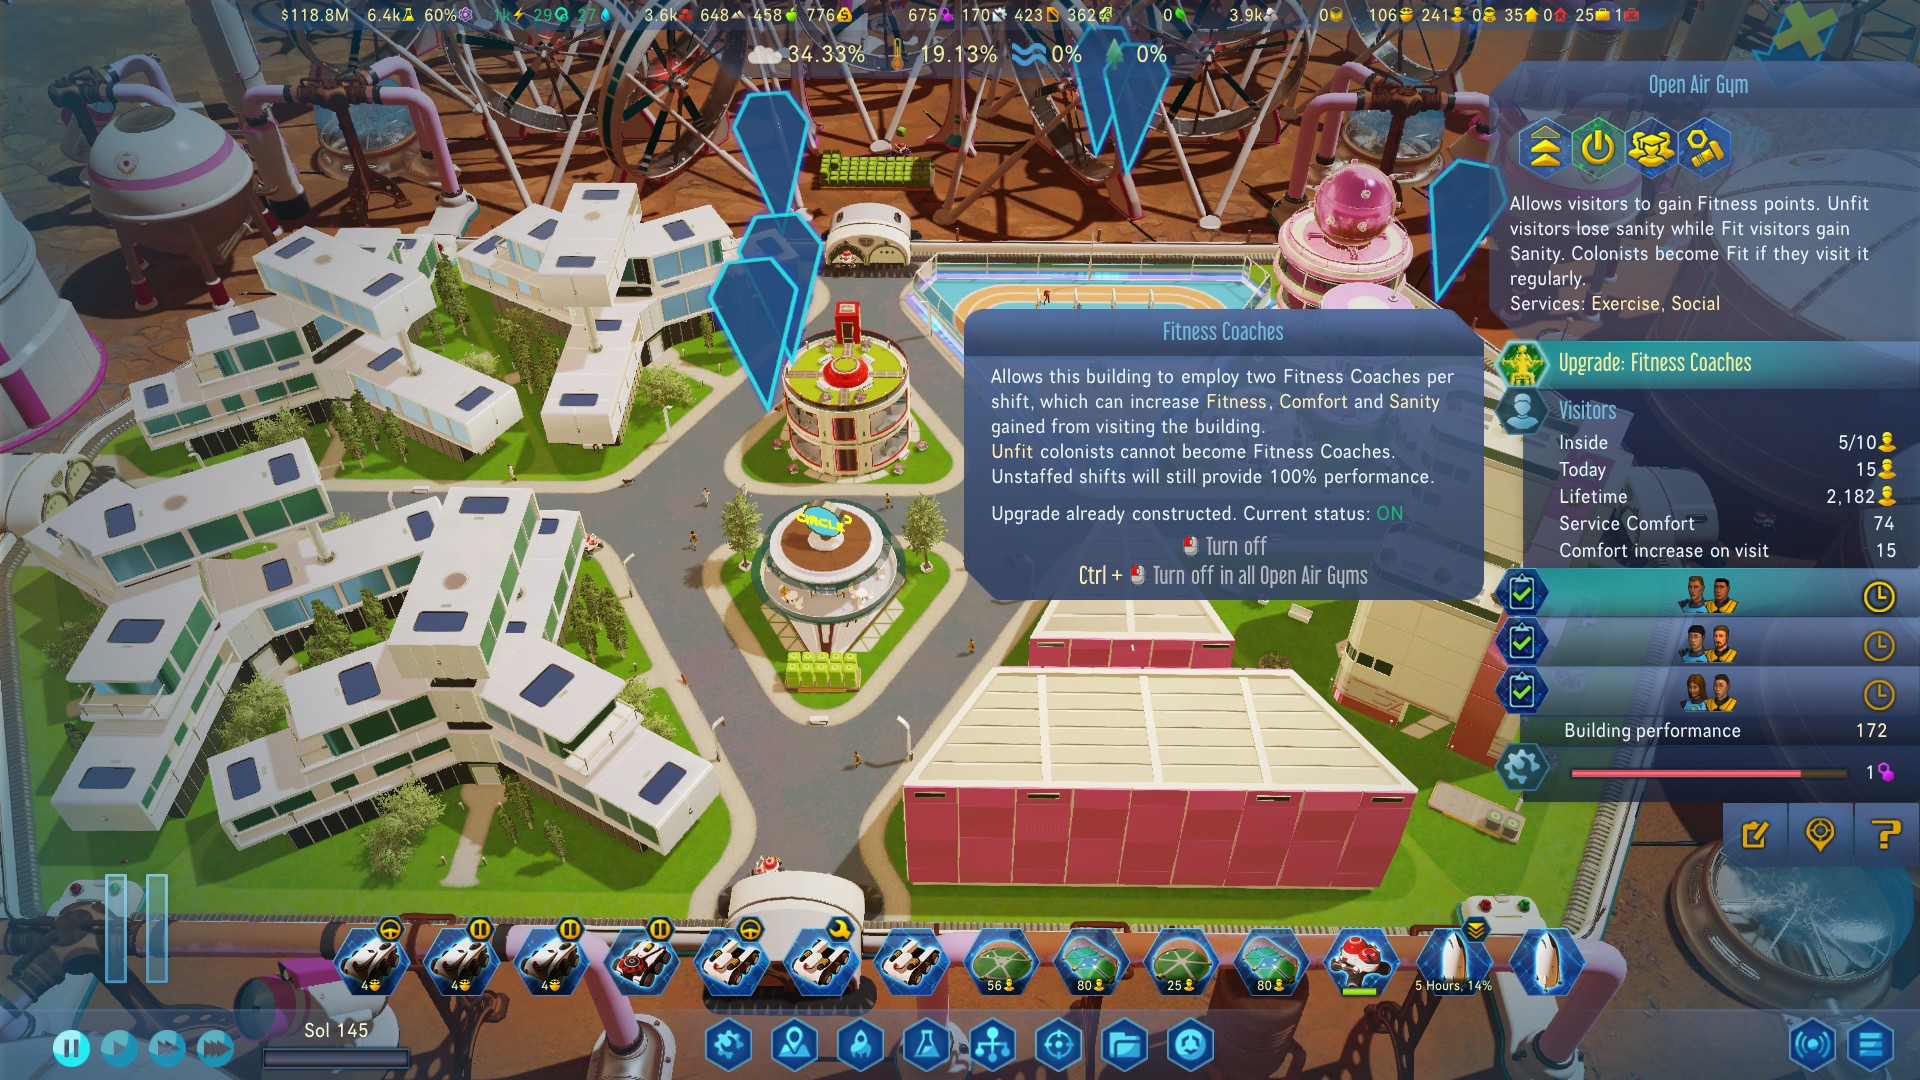 $118.8M 6.4k 60% 1k 29 27 3.6k 648 458 776 675 170 423 362 0 3.9k 0 106 241 0 35 0 25 1
34.33% 19.13% 0% 0%
Open Air Gym
Allows visitors to gain Fitness points. Unfit
visitors lose sanity while Fit visitors gain
Sanity. Colonists become Fit if they visit it
regularly.
Services: Exercise, Social
Upgrade: Fitness Coaches
Visitors
Inside 5/10
Today 15
Lifetime 2,182
Service Comfort 74
Comfort increase on visit 15
Building performance 172
1
Fitness Coaches
Allows this building to employ two Fitness Coaches per
shift, which can increase Fitness, Comfort and Sanity
gained from visiting the building.
Unfit colonists cannot become Fitness Coaches.
Unstaffed shifts will still provide 100% performance.
Upgrade already constructed. Current status: ON
Turn off
Ctrl + Turn off in all Open Air Gyms
CIRCLE
4 4 4 56 80 25 80 5 Hours, 14%
Sol 145